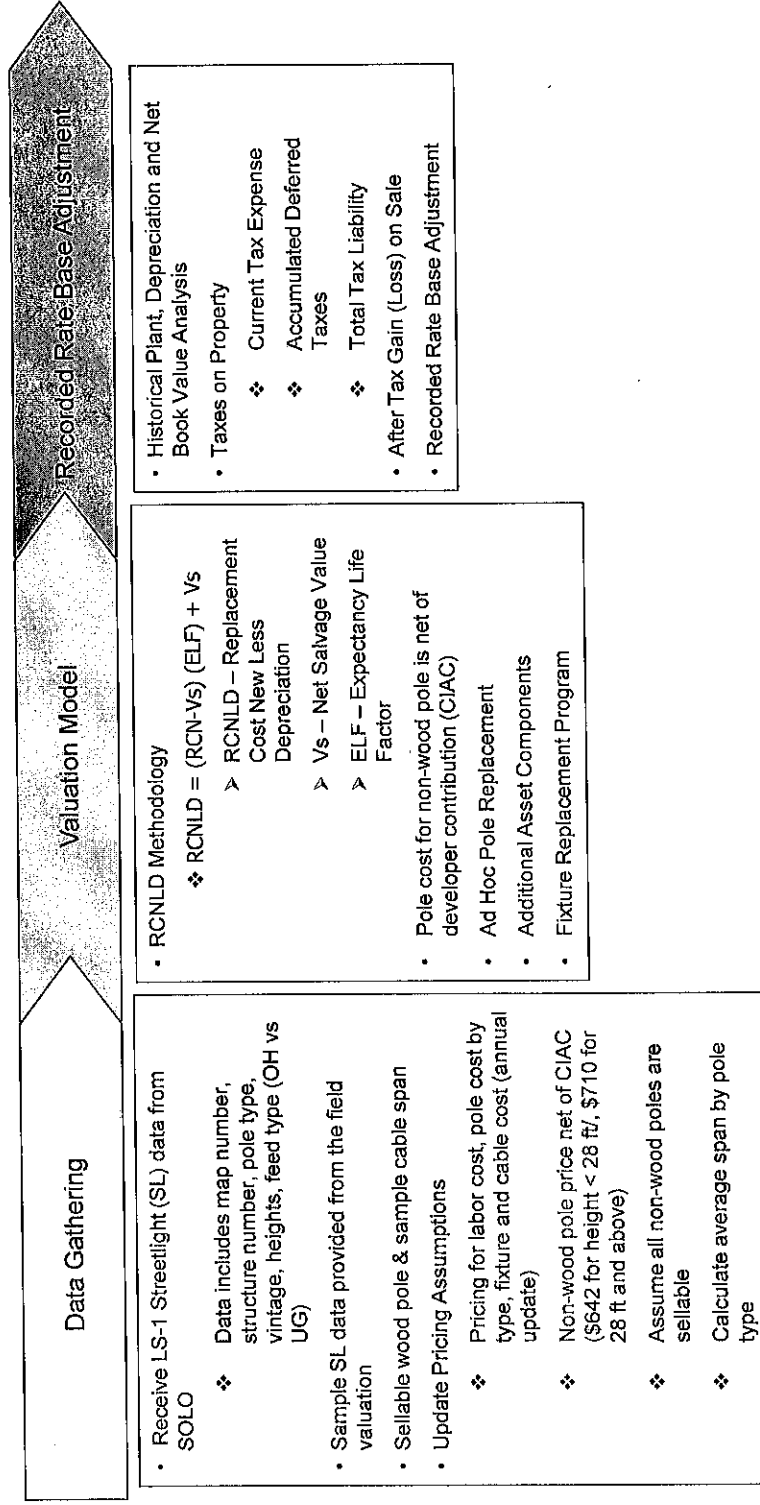 Data Gathering
• Receive LS-1 Streetlight (SL) data from
SOLO
❖ Data includes map number,
structure number, pole type,
vintage, heights, feed type (OH vs
UG)
• Sample SL data provided from the field
valuation
• Sellable wood pole & sample cable span
• Update Pricing Assumptions
❖ Pricing for labor cost, pole cost by
type, fixture and cable cost (annual
update)
❖ Non-wood pole price net of CIAC
($642 for height < 28 ft/, $710 for
28 ft and above)
❖ Assume all non-wood poles are
sellable
❖ Calculate average span by pole
type
Valuation Model
• RCNLD Methodology
❖ RCNLD = (RCN-Vs) (ELF) + Vs
➢ RCNLD – Replacement
Cost New Less
Depreciation
➢ Vs – Net Salvage Value
➢ ELF – Expectancy Life
Factor
• Pole cost for non-wood pole is net of
developer contribution (CIAC)
• Ad Hoc Pole Replacement
• Additional Asset Components
• Fixture Replacement Program
Recorded Rate Base Adjustment
• Historical Plant, Depreciation and Net
Book Value Analysis
• Taxes on Property
❖ Current Tax Expense
❖ Accumulated Deferred
Taxes
❖ Total Tax Liability
• After Tax Gain (Loss) on Sale
• Recorded Rate Base Adjustment